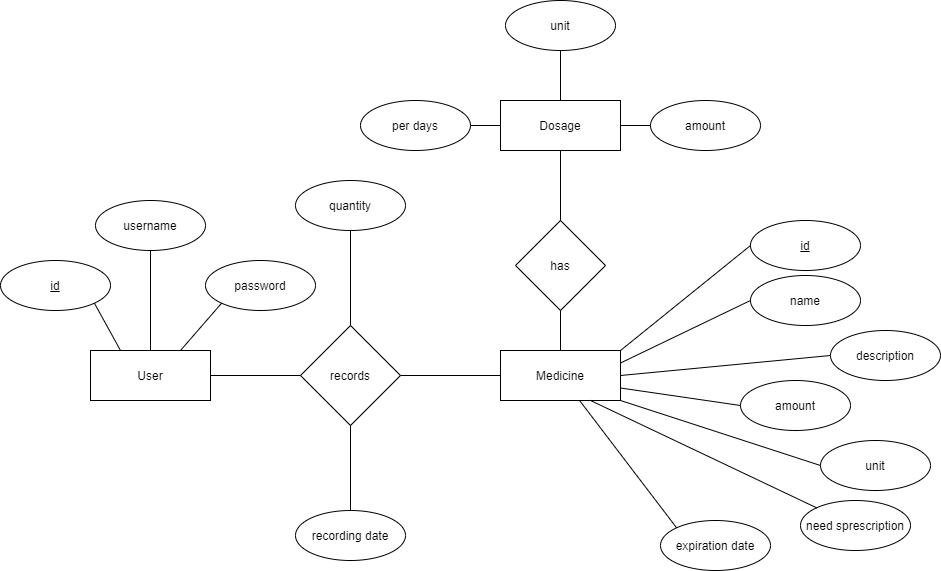 unit
per days
Dosage
amount
quantity
username
id
password
has
id
name
User
records
Medicine
description
amount
unit
need sprescription
recording date
expiration date